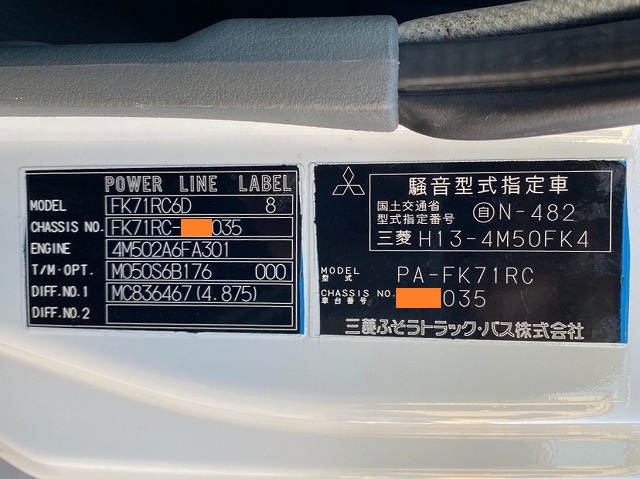 POWER LINE LABEL
MODEL FK71RC6D 8
CHASSIS NO. FK71RC- 035
ENGINE 4M502A6FA301
T/M・OPT. M050S6B176 000
DIFF.NO.1 MC836467(4.875)
DIFF.NO.2
騒音型式指定車
国土交通省
型式指定番号 自N-482
三菱 H13-4M50FK4
MODEL
型式 PA-FK71RC
CHASSIS NO.
車台番号 035
三菱ふそうトラック・バス株式会社